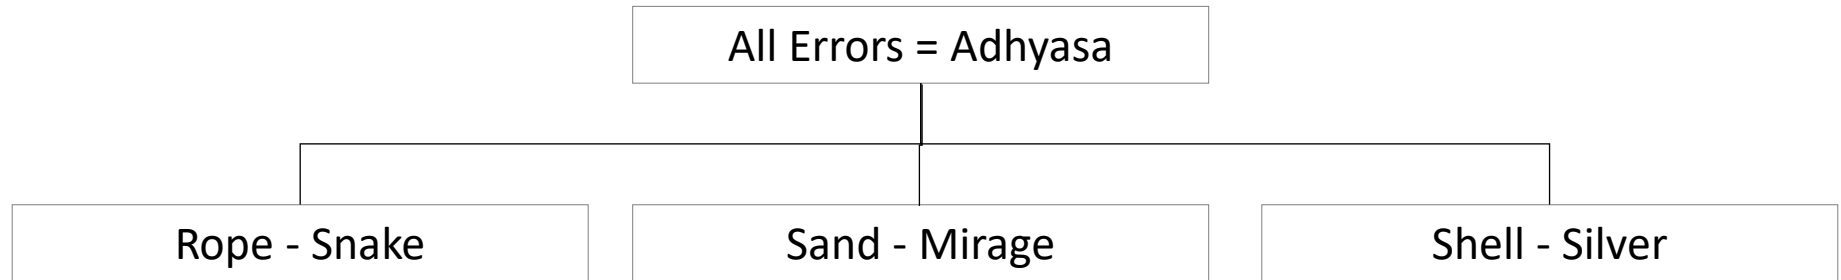 All Errors = Adhyasa
Rope - Snake
Sand - Mirage
Shell - Silver